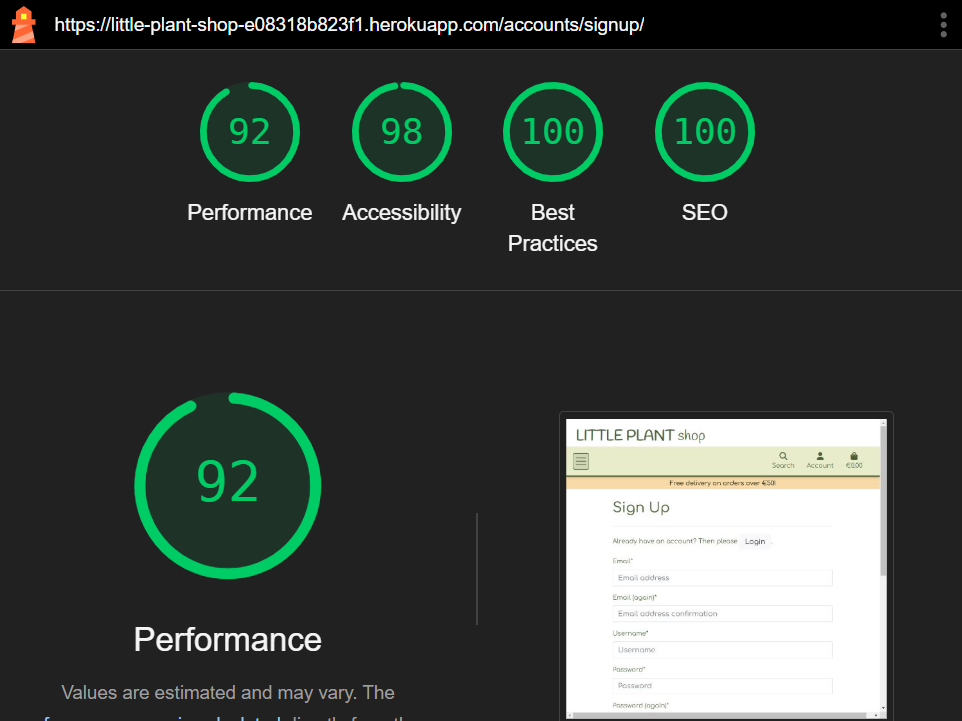 https://little-plant-shop-e08318b823f1.herokuapp.com/accounts/signup/
92
98
100
100
Performance
Accessibility
Best
Practices
SEO
92
Performance
Values are estimated and may vary. The
LITTLE PLANT shop
Search
Account
€0.00
Free delivery on orders over €50!
Sign Up
Already have an account? Then please Login .
Email*
Email address
Email (again)*
Email address confirmation
Username*
Username
Password*
Password
Password (again)*